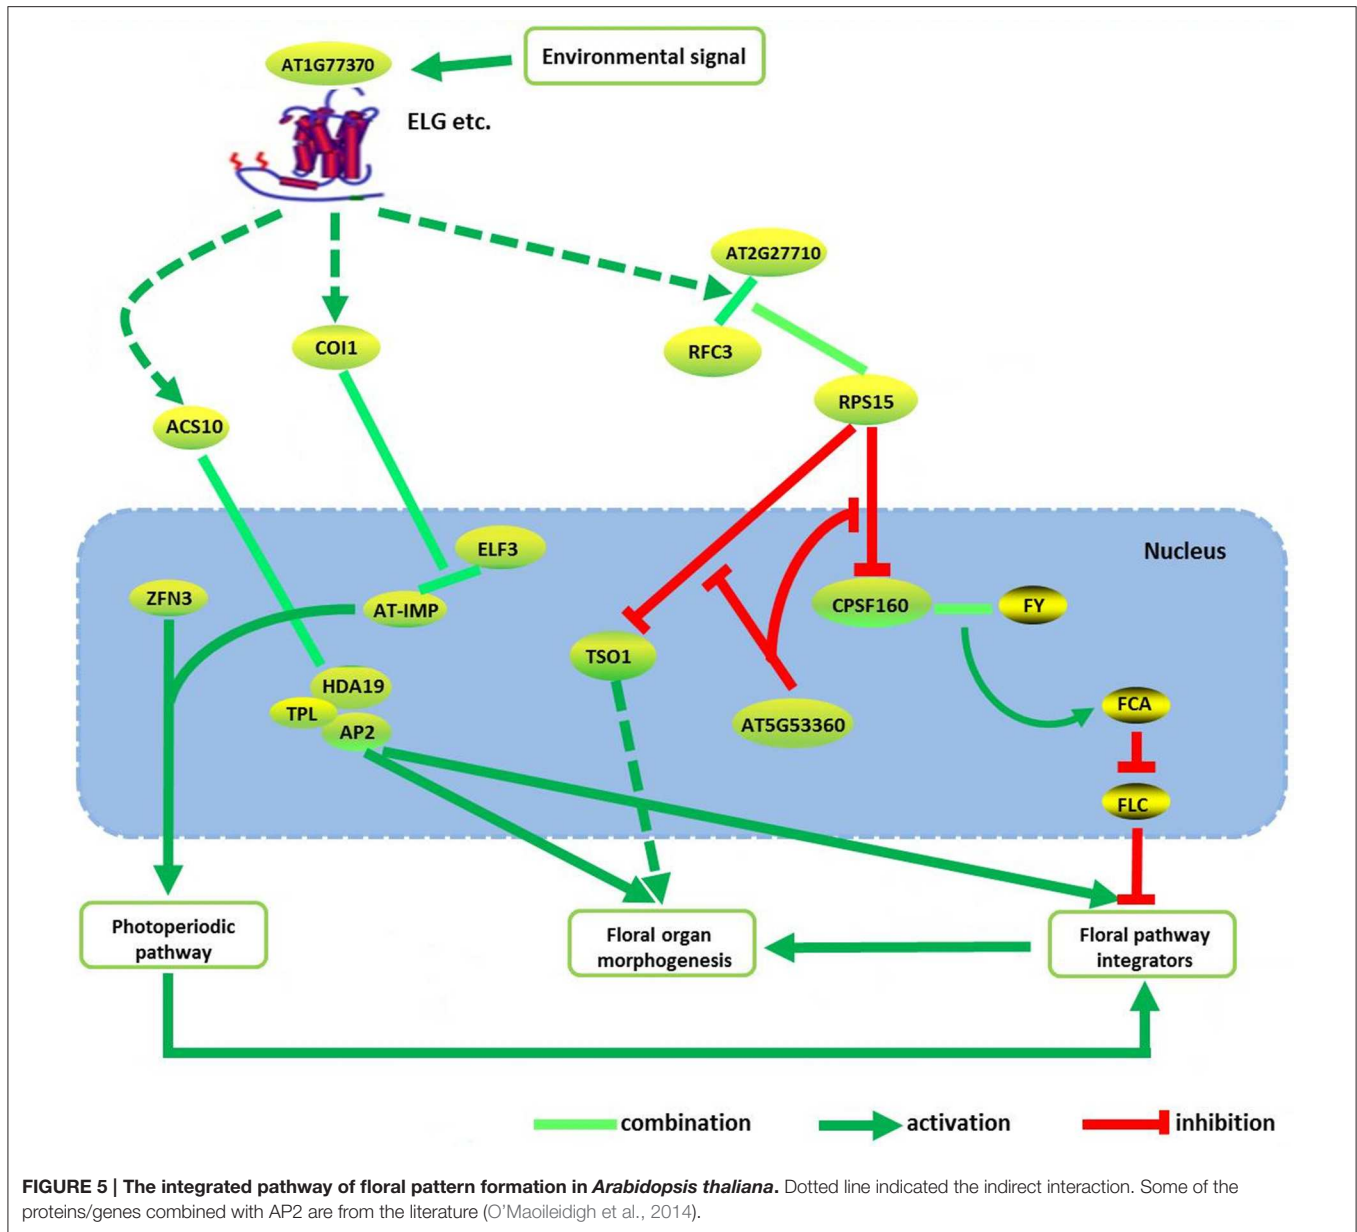 AT1G77370
Environmental signal
ELG etc.
AT2G27710
COI1
RFC3
RPS15
ACS10
ELF3
Nucleus
ZFN3
AT-IMP
CPSF160
FY
TSO1
HDA19
TPL
AP2
AT5G53360
FCA
FLC
Photoperiodic
pathway
Floral organ
morphogenesis
Floral pathway
integrators
combination
activation
inhibition
FIGURE 5 | The integrated pathway of floral pattern formation in Arabidopsis thaliana. Dotted line indicated the indirect interaction. Some of the
proteins/genes combined with AP2 are from the literature (O'Maoileidigh et al., 2014).